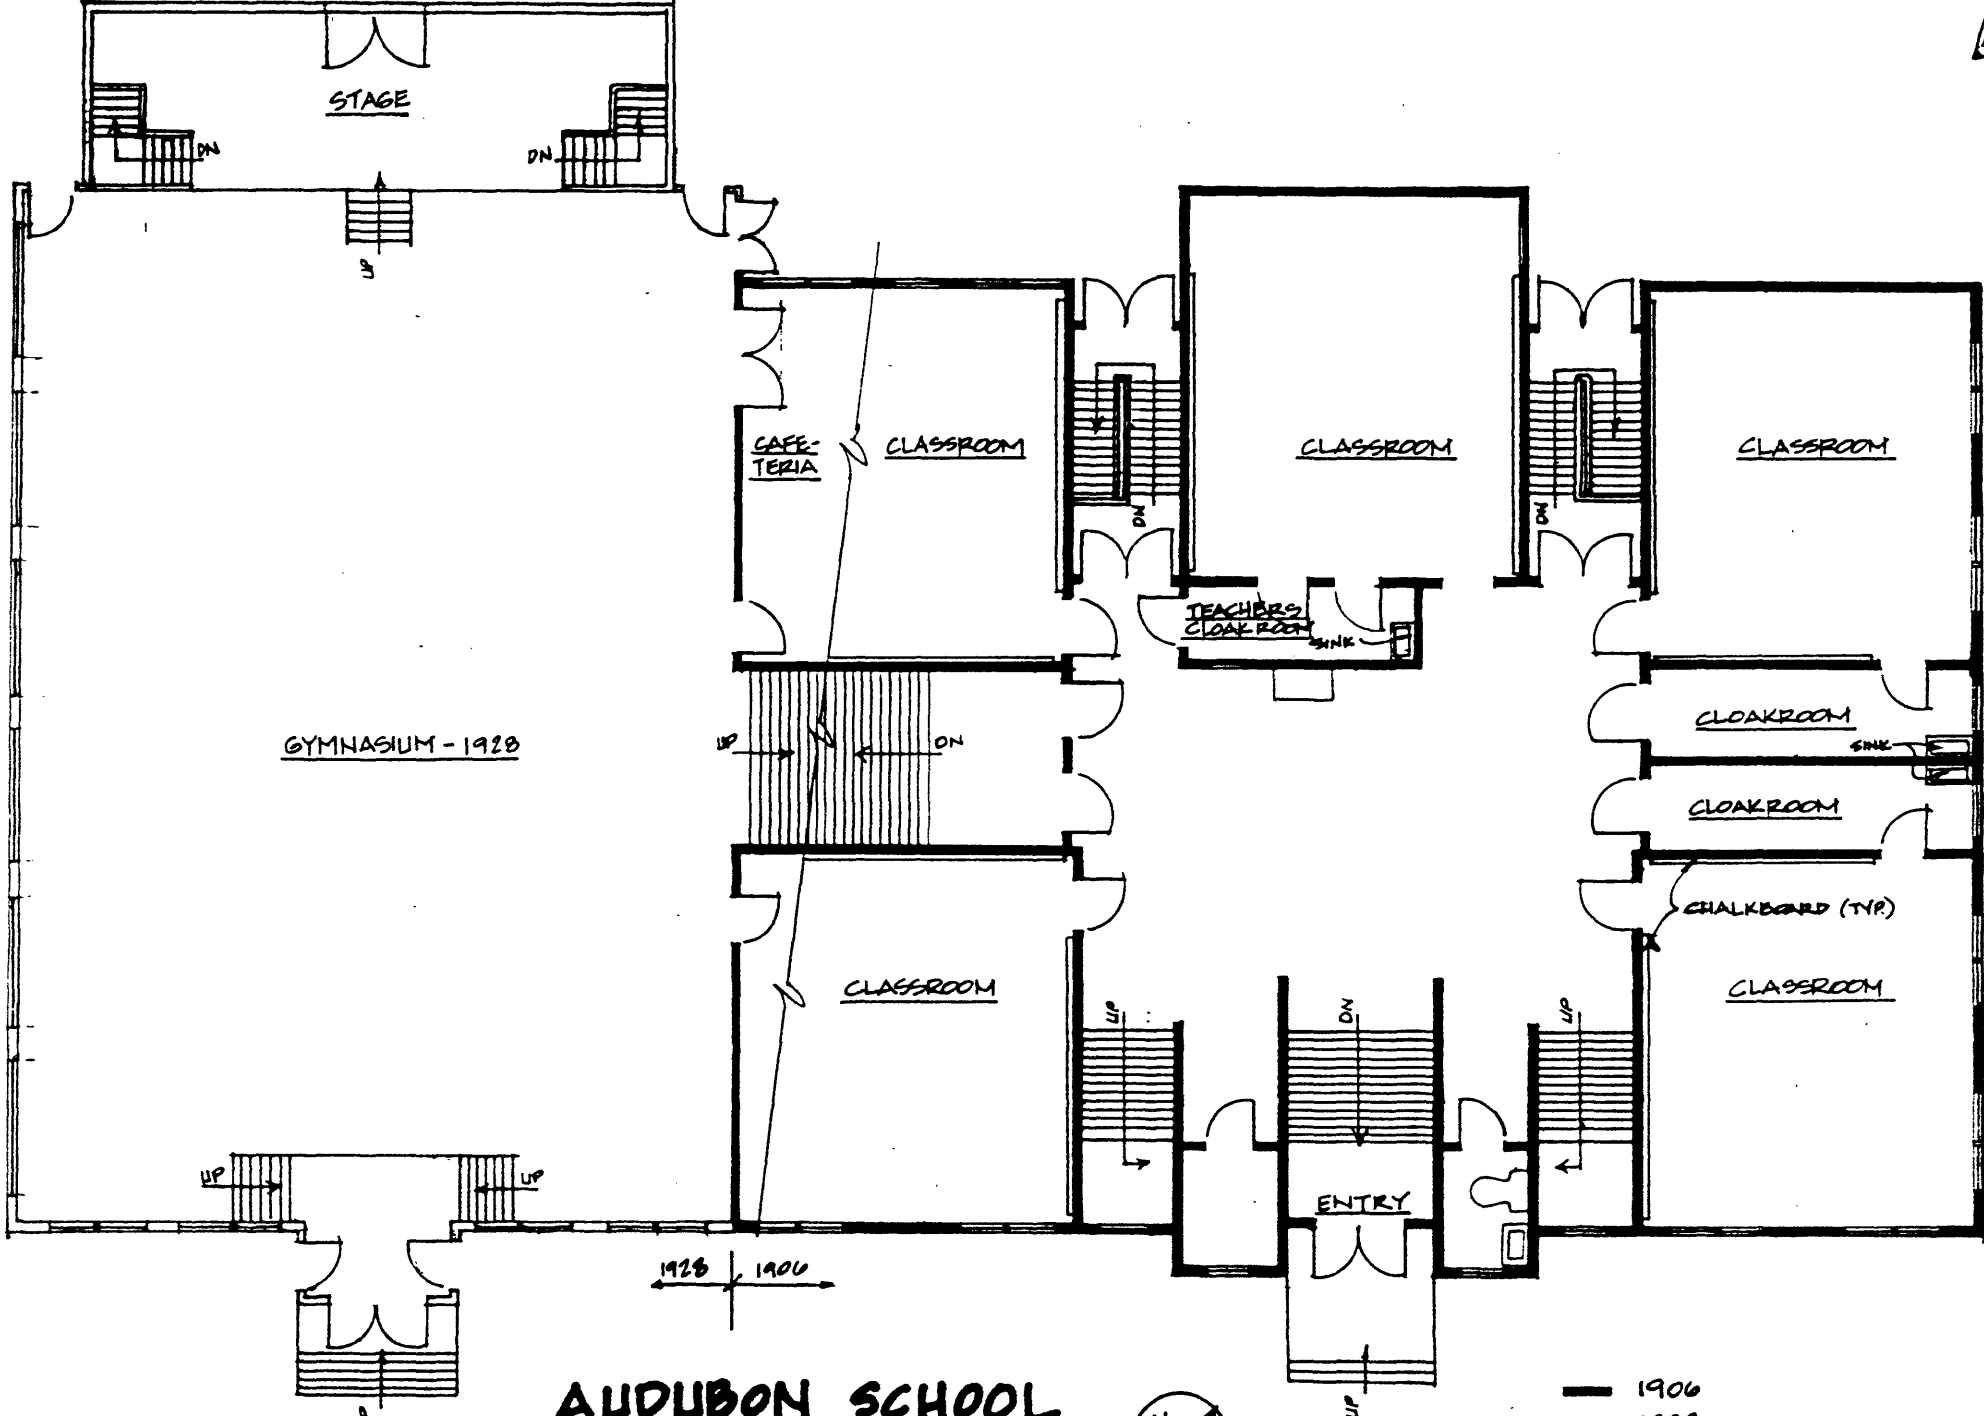 STAGE
DN
DN
UP
CAFE-
TERIA
CLASSROOM
CLASSROOM
CLASSROOM
DN
DN
TEACHERS
CLOAK ROOM
SINK
GYMNASIUM - 1928
UP
DN
CLOAKROOM
SINK
CLOAKROOM
CHALKBOARD (TYP.)
CLASSROOM
CLASSROOM
UP
DN
UP
UP
UP
ENTRY
1928
1906
AUDUBON SCHOOL
UP
1906